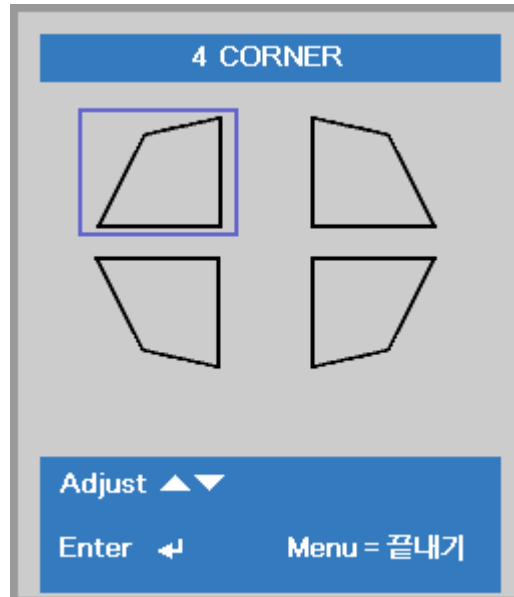 4 CORNER
Adjust ▲▼
Enter ↵
Menu = 끝내기